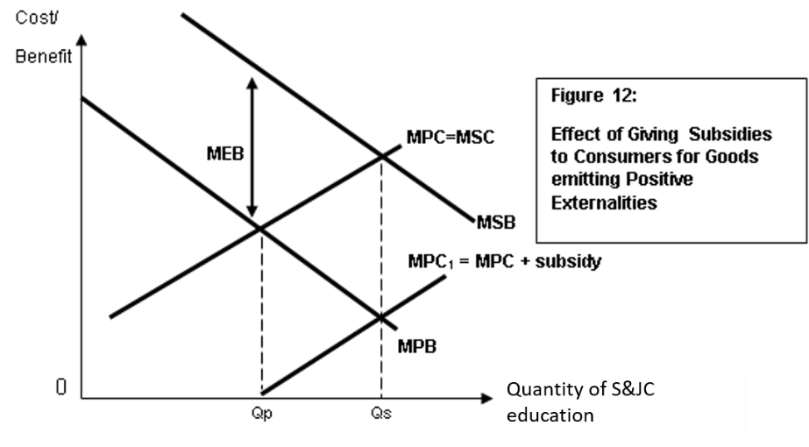 Cost/
Benefit
Figure 12:
Effect of Giving Subsidies
to Consumers for Goods
emitting Positive
Externalities
MPC=MSC
MEB
MSB
MPC₁ = MPC + subsidy
MPB
0
Qp
Qs
Quantity of S&JC
education